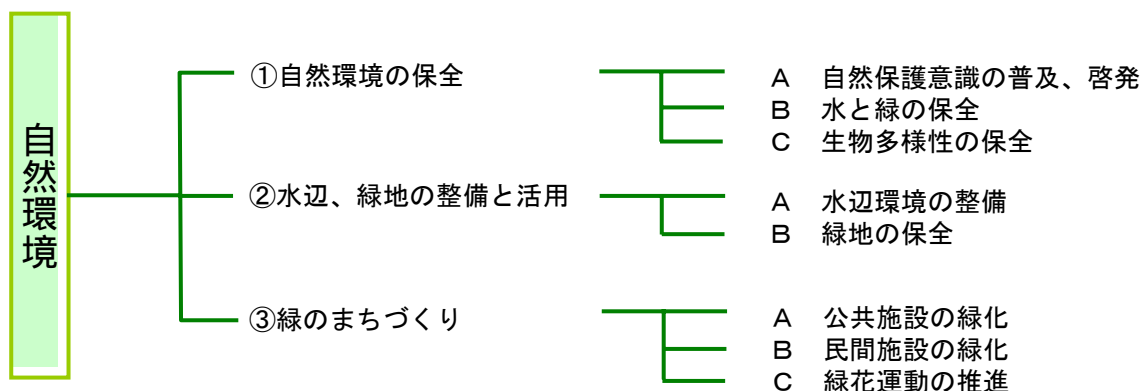 自然環境
①自然環境の保全
A 自然保護意識の普及、啓発
B 水と緑の保全
C 生物多様性の保全
②水辺、緑地の整備と活用
A 水辺環境の整備
B 緑地の保全
③緑のまちづくり
A 公共施設の緑化
B 民間施設の緑化
C 緑花運動の推進